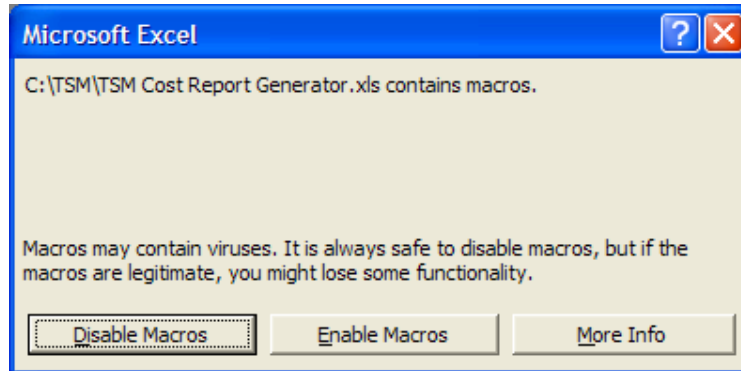 Microsoft Excel
?
C:\TSM\TSM Cost Report Generator.xls contains macros.
Macros may contain viruses. It is always safe to disable macros, but if the
macros are legitimate, you might lose some functionality.
Disable Macros Enable Macros More Info